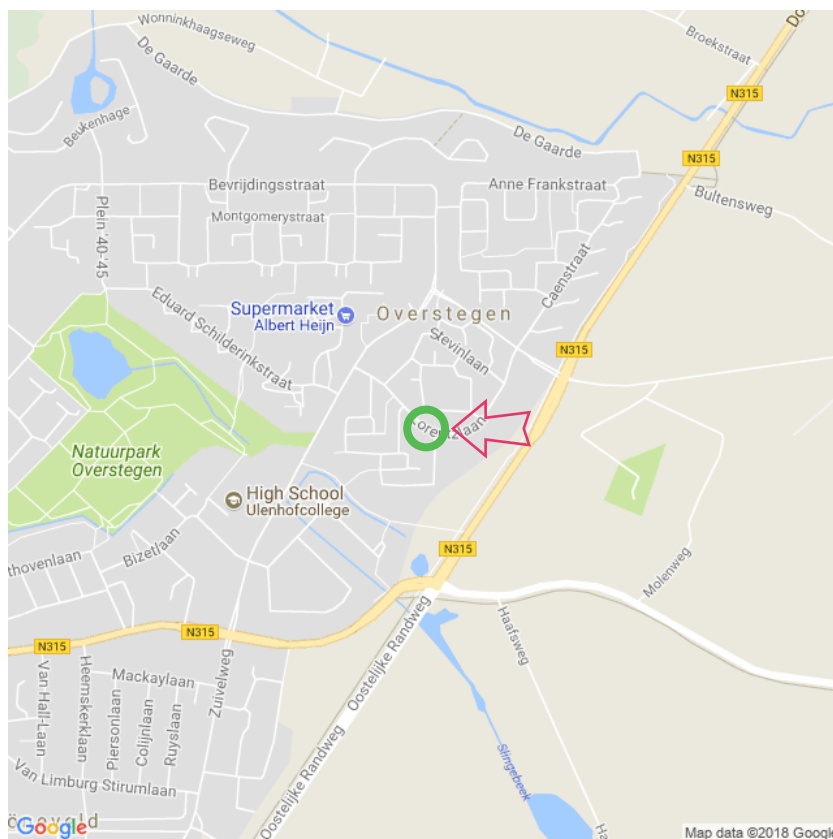 Wonninkhaagseweg
De Gaarde
Broekstraat
N315
Beukenhage
De Gaarde
N315
Bevrijdingsstraat
Anne Frankstraat
Bultensweg
Plein '40-'45
Montgomerystraat
Caenstraat
Eduard Schilderinkstraat
Supermarket
Albert Heijn
Overstegen
Stevinlaan
N315
Lorentzlaan
Natuurpark
Overstegen
High School
Ulenhofcollege
Bizetlaan
thovenlaan
N315
Molenweg
Haafsweg
N315
N315
Oostelijke Randweg
Zuivelweg
Mackaylaan
Van Hall-Laan
Heemskerklaan
Piersonlaan
Colijnlaan
Ruyslaan
Van Limburg Stirumlaan
Slingebeek
Oostelijke Randweg
Google
Map data ©2018 Google